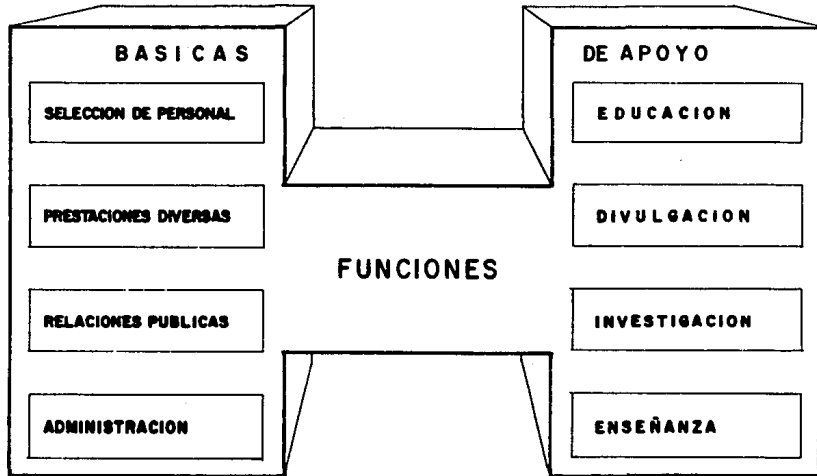 BASICAS
SELECCION DE PERSONAL
PRESTACIONES DIVERSAS
RELACIONES PUBLICAS
ADMINISTRACION
FUNCIONES
DE APOYO
EDUCACION
DIVULGACION
INVESTIGACION
ENSEÑANZA